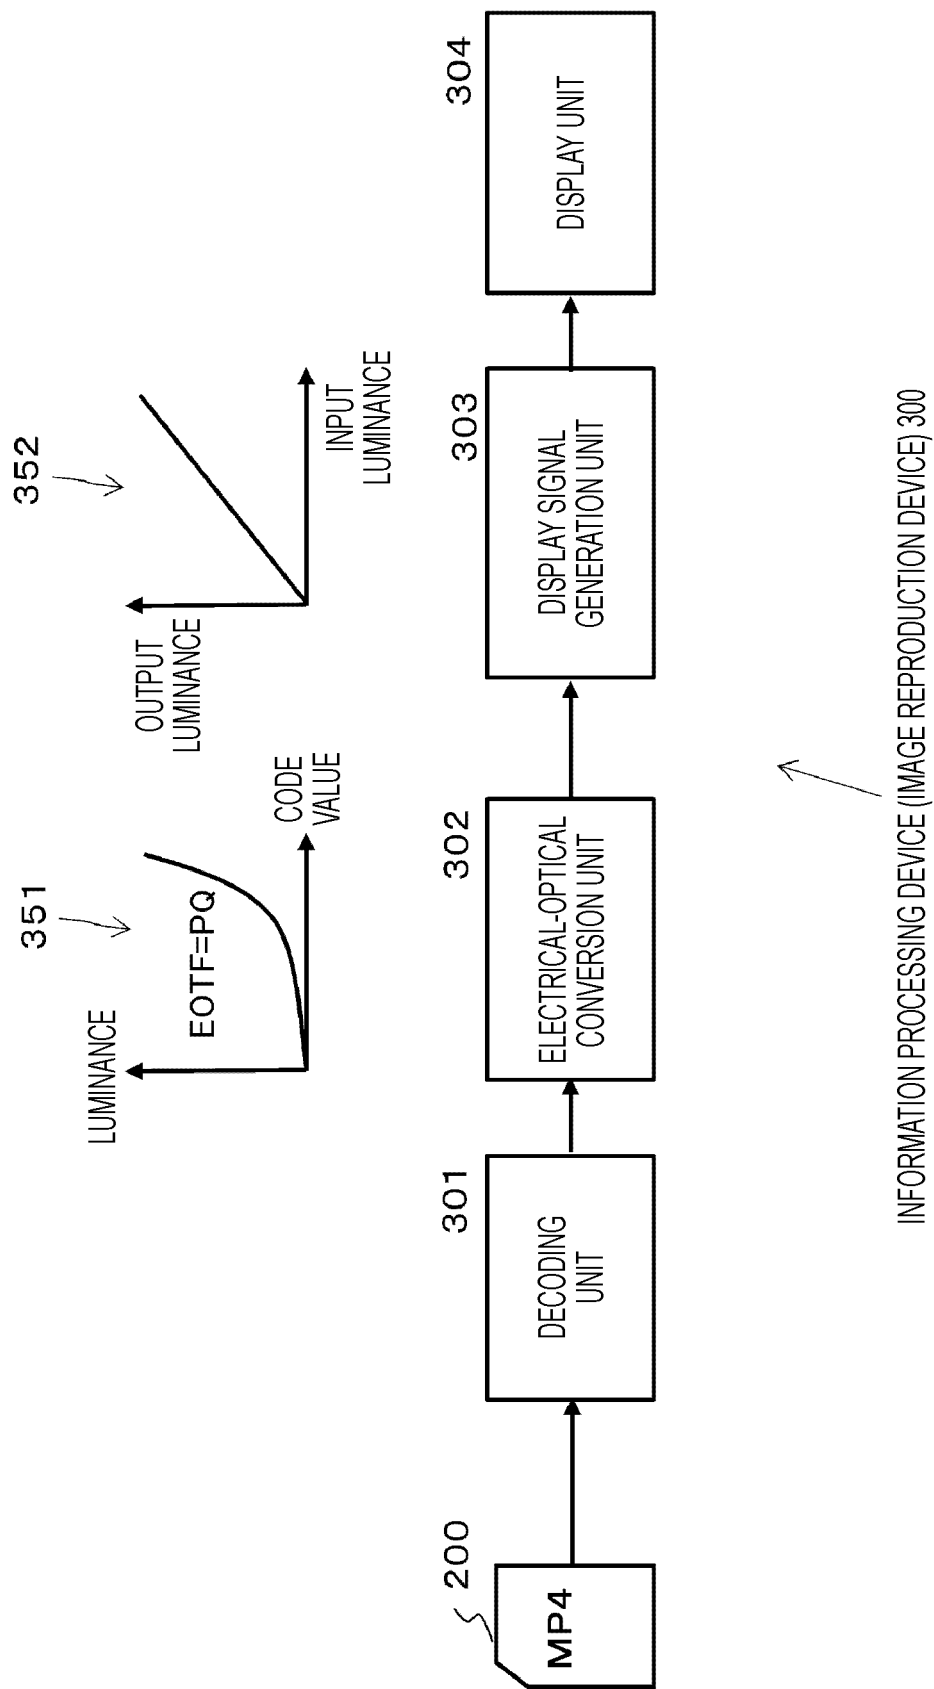 351
LUMINANCE
EOTF=PQ
CODE
VALUE
352
OUTPUT
LUMINANCE
INPUT
LUMINANCE
200
MP4
301
DECODING
UNIT
302
ELECTRICAL-OPTICAL
CONVERSION UNIT
303
DISPLAY SIGNAL
GENERATION UNIT
304
DISPLAY UNIT
INFORMATION PROCESSING DEVICE (IMAGE REPRODUCTION DEVICE) 300